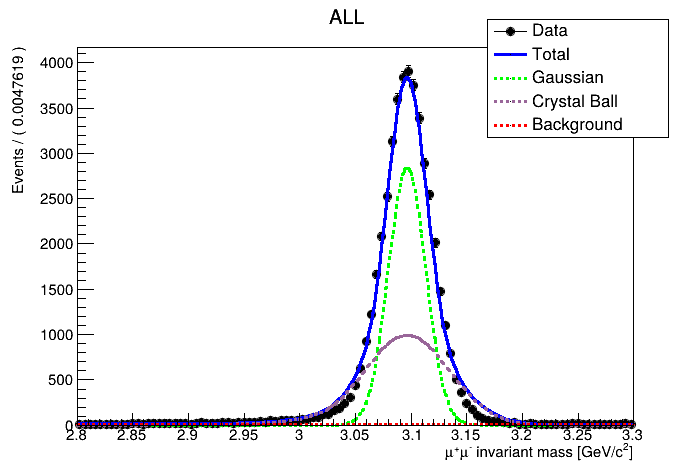 ALL
Data
Total
Gaussian
Crystal Ball
Background
Events / ( 0.0047619 )
4000
3500
3000
2500
2000
1500
1000
500
0
2.8 2.85 2.9 2.95 3 3.05 3.1 3.15 3.2 3.25 3.3
μ⁺μ⁻ invariant mass [GeV/c²]